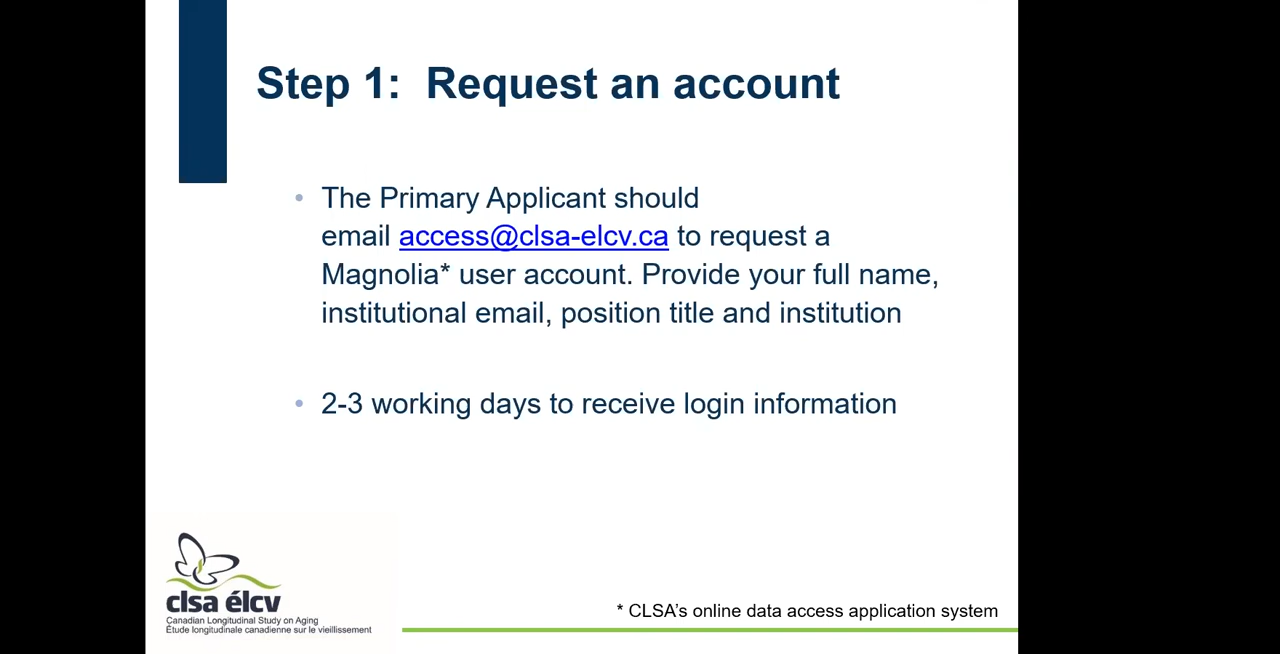 Step 1: Request an account
• The Primary Applicant should
email access@clsa-elcv.ca to request a
Magnolia* user account. Provide your full name,
institutional email, position title and institution
• 2-3 working days to receive login information
clsa élcv
Canadian Longitudinal Study on Aging
Étude longitudinale canadienne sur le vieillissement
* CLSA's online data access application system